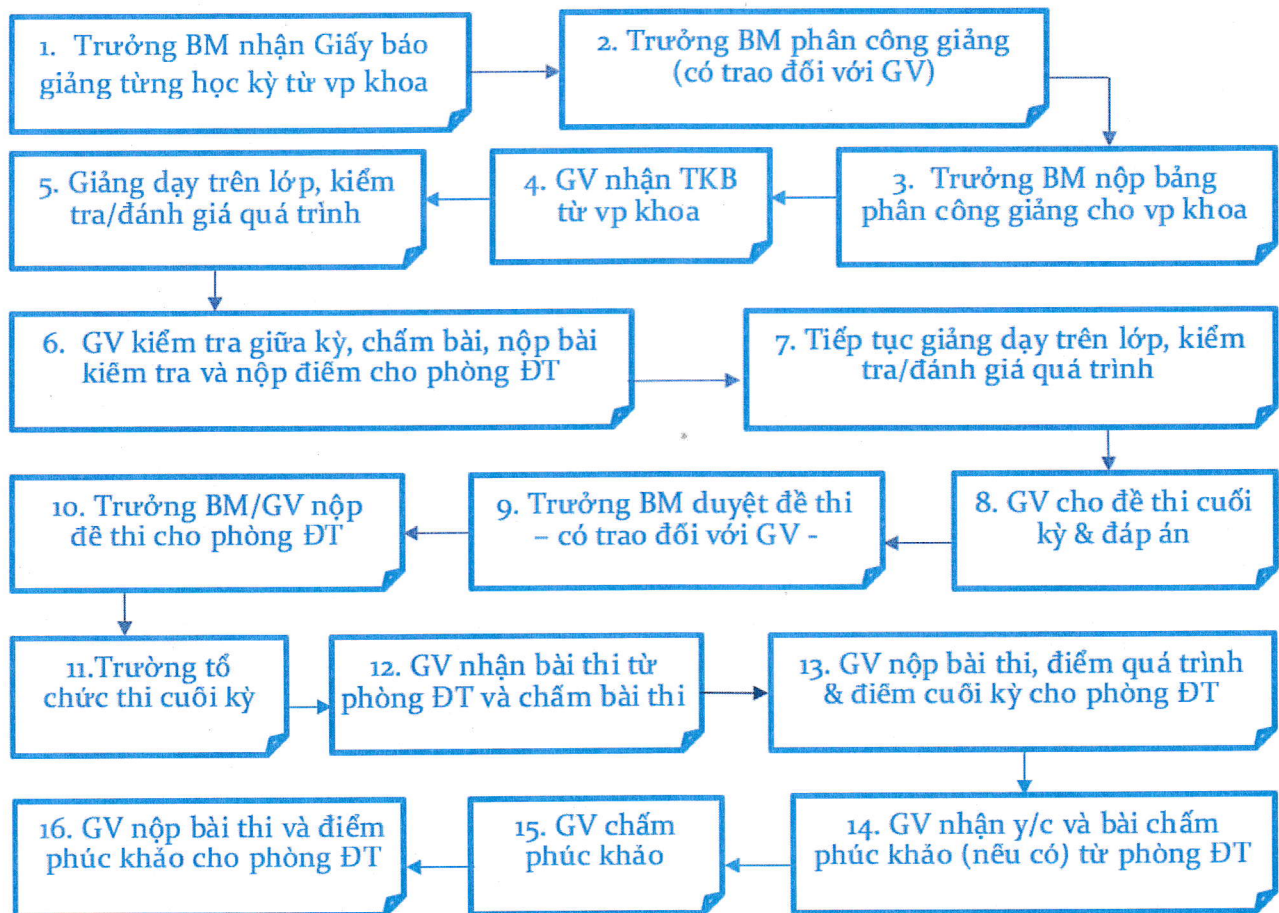 1. Trưởng BM nhận Giấy báo
giảng từng học kỳ từ vp khoa
2. Trưởng BM phân công giảng
(có trao đổi với GV)
3. Trưởng BM nộp bảng
phân công giảng cho vp khoa
4. GV nhận TKB
từ vp khoa
5. Giảng dạy trên lớp, kiểm
tra/đánh giá quá trình
6. GV kiểm tra giữa kỳ, chấm bài, nộp bài
kiểm tra và nộp điểm cho phòng ĐT
7. Tiếp tục giảng dạy trên lớp, kiểm
tra/đánh giá quá trình
8. GV cho đề thi cuối
kỳ & đáp án
9. Trưởng BM duyệt đề thi
– có trao đổi với GV -
10. Trưởng BM/GV nộp
đề thi cho phòng ĐT
11.Trường tổ
chức thi cuối kỳ
12. GV nhận bài thi từ
phòng ĐT và chấm bài thi
13. GV nộp bài thi, điểm quá trình
& điểm cuối kỳ cho phòng ĐT
14. GV nhận y/c và bài chấm
phúc khảo (nếu có) từ phòng ĐT
15. GV chấm
phúc khảo
16. GV nộp bài thi và điểm
phúc khảo cho phòng ĐT